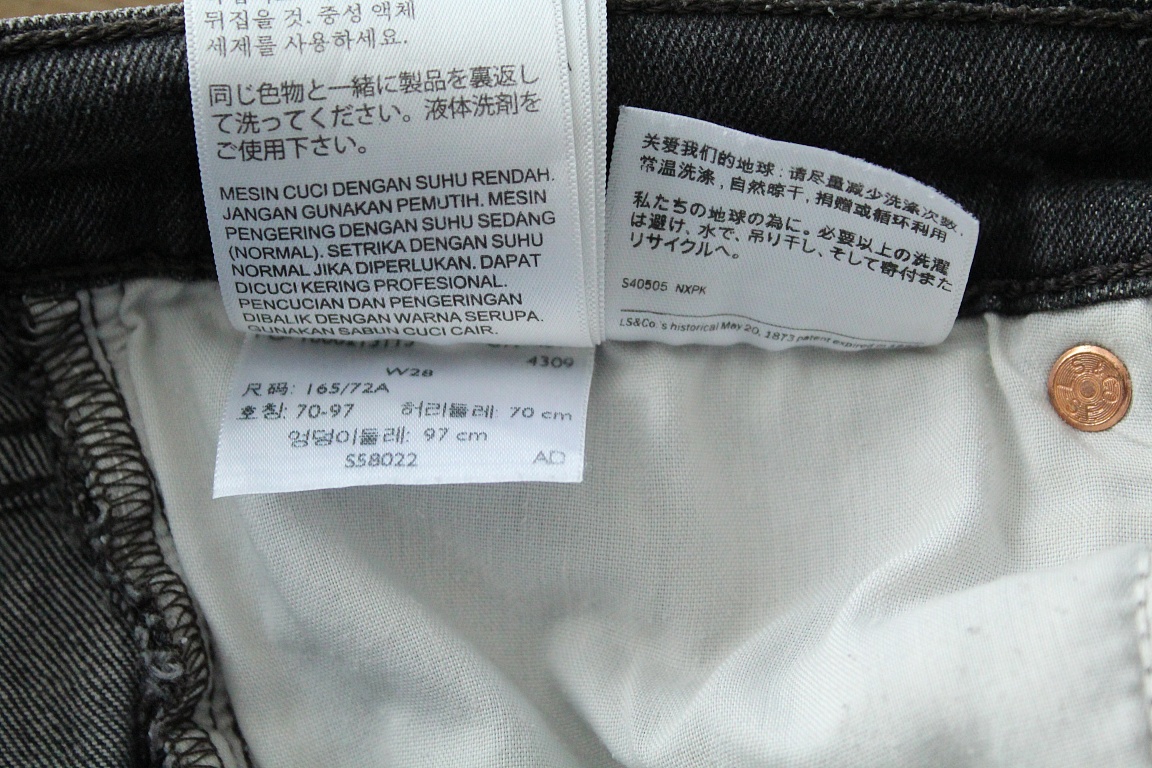 뒤집을 것. 중성 액체
세제를 사용하세요.
同じ色物と一緒に製品を裏返し
て洗ってください。液体洗剤を
ご使用下さい。
MESIN CUCI DENGAN SUHU RENDAH.
JANGAN GUNAKAN PEMUTIH. MESIN
PENGERING DENGAN SUHU SEDANG
(NORMAL). SETRIKA DENGAN SUHU
NORMAL JIKA DIPERLUKAN. DAPAT
DICUCI KERING PROFESIONAL.
PENCUCIAN DAN PENGERINGAN
DIBALIK DENGAN WARNA SERUPA.
GUNAKAN SABUN CUCI CAIR.
4309
W28
尺码: 165/72A
호칭: 70-97 허리둘레: 70 cm
엉덩이둘레: 97 cm
S58022 AD
关爱我们的地球：请尽量减少洗涤次数，
常温洗涤，自然晾干，捐赠或循环利用
私たちの地球の為に。必要以上の洗濯
は避け、水で、吊り干し、そして寄付また
リサイクルへ。
S40505 NXPK
LS&Co.'s historical May 20, 1873 patent expired in